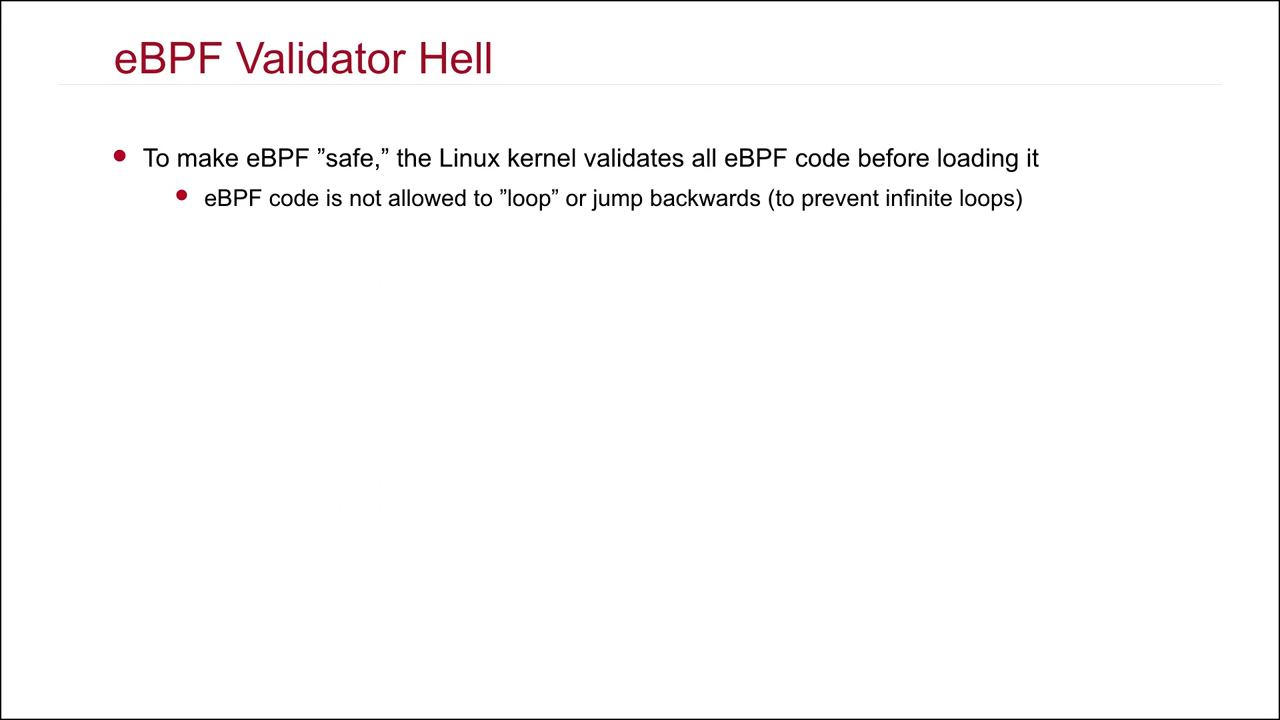 eBPF Validator Hell
To make eBPF ”safe,” the Linux kernel validates all eBPF code before loading it
eBPF code is not allowed to ”loop” or jump backwards (to prevent infinite loops)